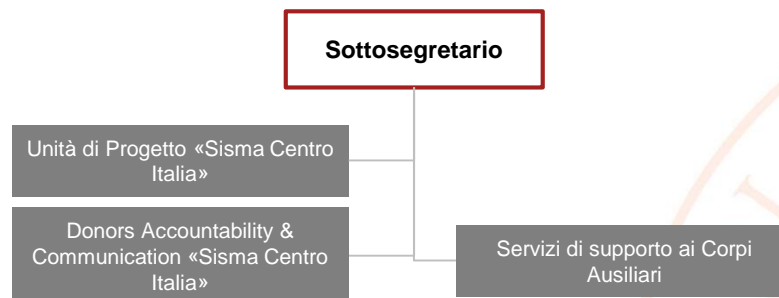 Sottosegretario
Unità di Progetto «Sisma Centro
Italia»
Donors Accountability &
Communication «Sisma Centro
Italia»
Servizi di supporto ai Corpi
Ausiliari